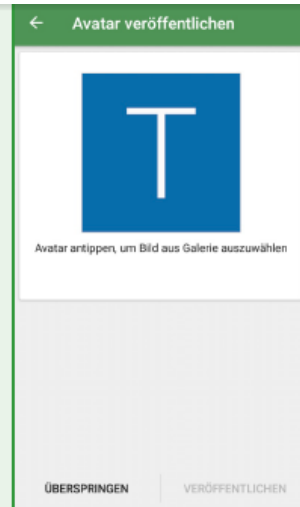 Avatar veröffentlichen
T
Avatar antippen, um Bild aus Galerie auszuwählen
ÜBERSPRINGEN
VERÖFFENTLICHEN